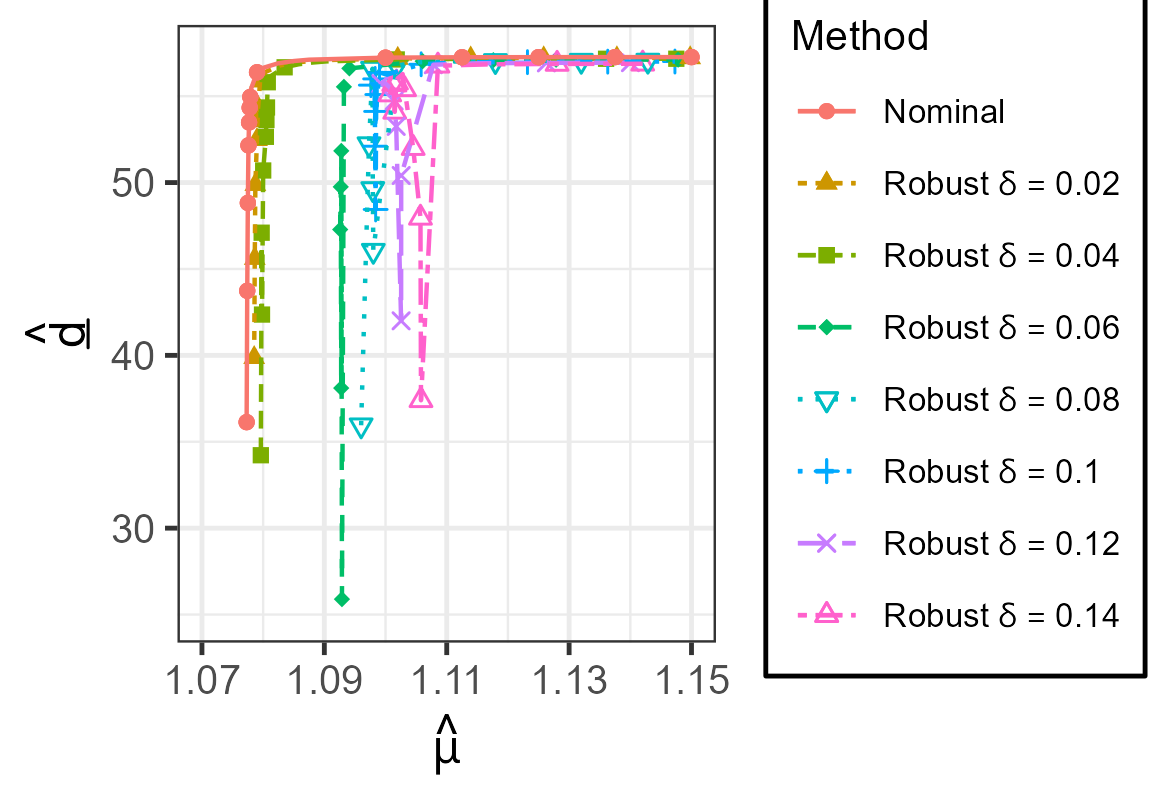 50
40
30
1.07 1.09 1.11 1.13 1.15
μ̂
d̲̂
Method
Nominal
Robust δ = 0.02
Robust δ = 0.04
Robust δ = 0.06
Robust δ = 0.08
Robust δ = 0.1
Robust δ = 0.12
Robust δ = 0.14